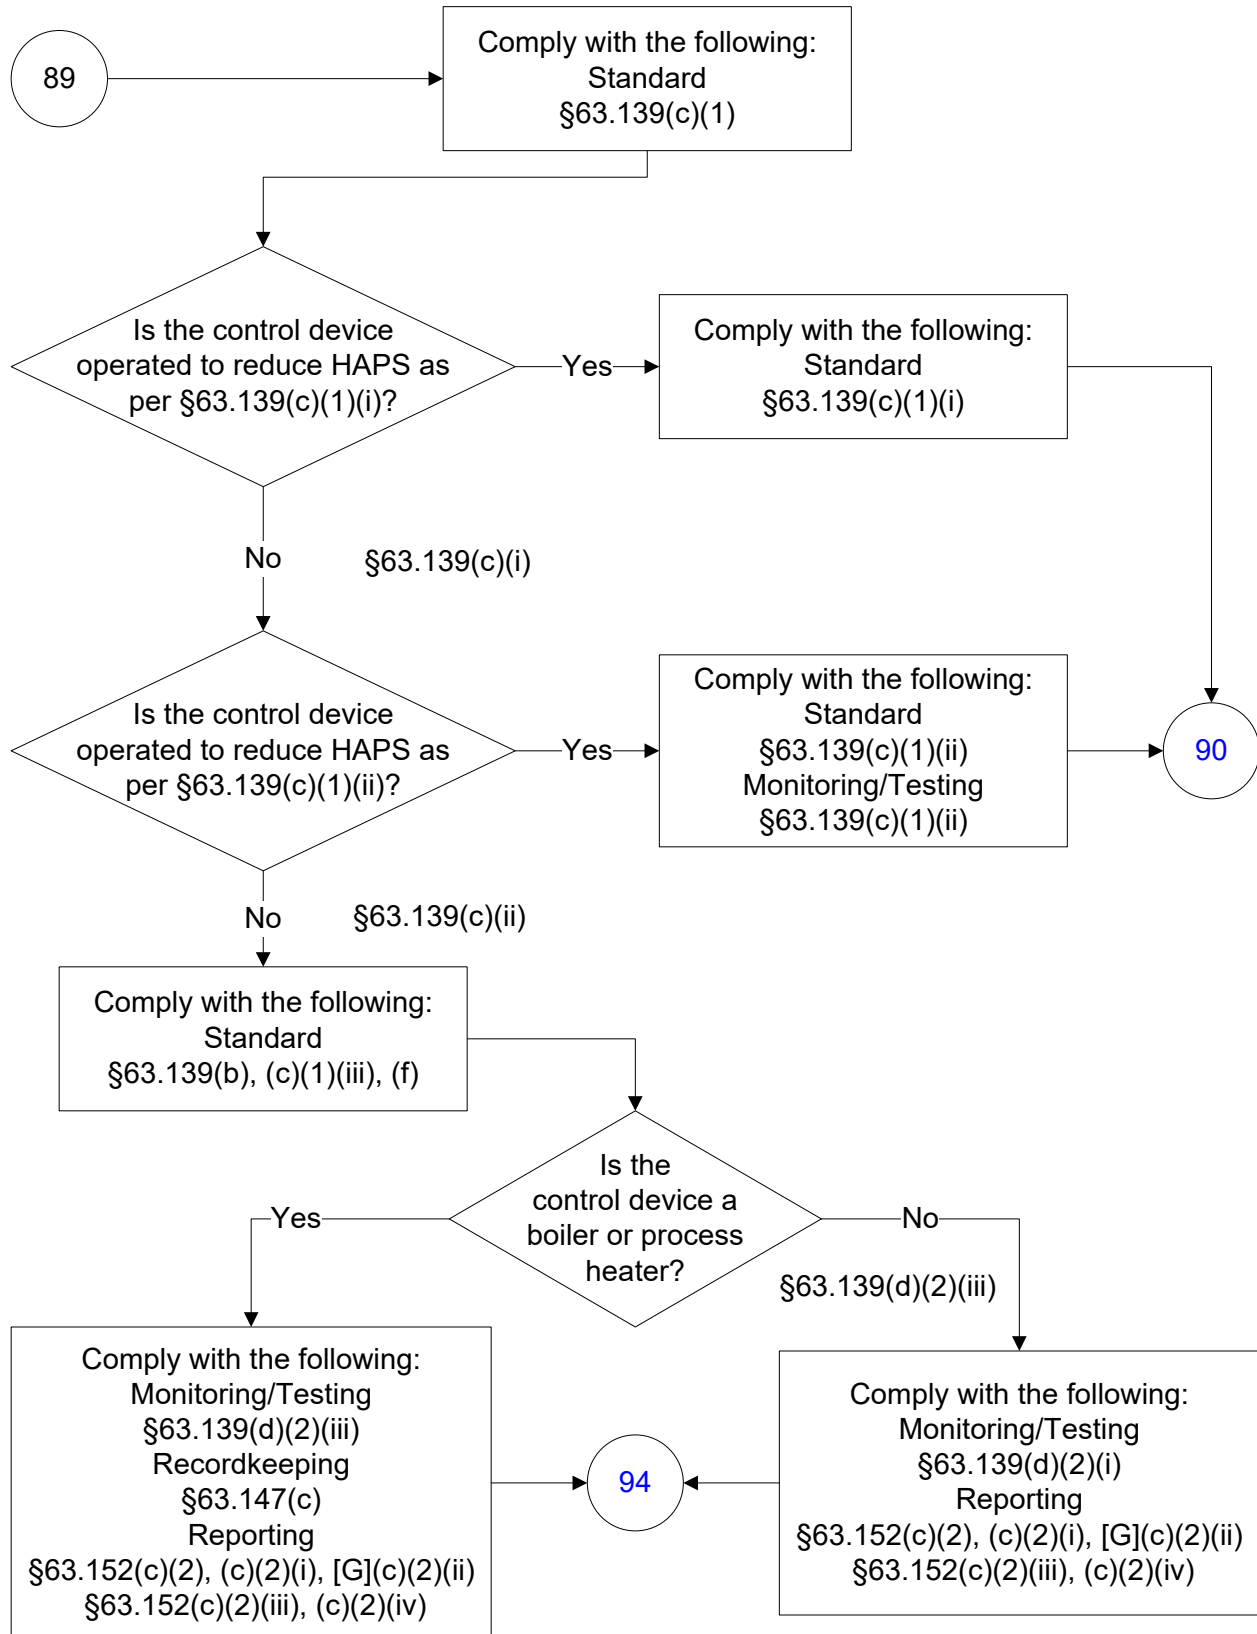 89
Comply with the following:
Standard
§63.139(c)(1)
Is the control device
operated to reduce HAPS as
per §63.139(c)(1)(i)?
Yes
Comply with the following:
Standard
§63.139(c)(1)(i)
No
§63.139(c)(i)
Is the control device
operated to reduce HAPS as
per §63.139(c)(1)(ii)?
Yes
Comply with the following:
Standard
§63.139(c)(1)(ii)
Monitoring/Testing
§63.139(c)(1)(ii)
90
No
§63.139(c)(ii)
Comply with the following:
Standard
§63.139(b), (c)(1)(iii), (f)
Is the
control device a
boiler or process
heater?
Yes
No
§63.139(d)(2)(iii)
Comply with the following:
Monitoring/Testing
§63.139(d)(2)(iii)
Recordkeeping
§63.147(c)
Reporting
§63.152(c)(2), (c)(2)(i), [G](c)(2)(ii)
§63.152(c)(2)(iii), (c)(2)(iv)
94
Comply with the following:
Monitoring/Testing
§63.139(d)(2)(i)
Reporting
§63.152(c)(2), (c)(2)(i), [G](c)(2)(ii)
§63.152(c)(2)(iii), (c)(2)(iv)